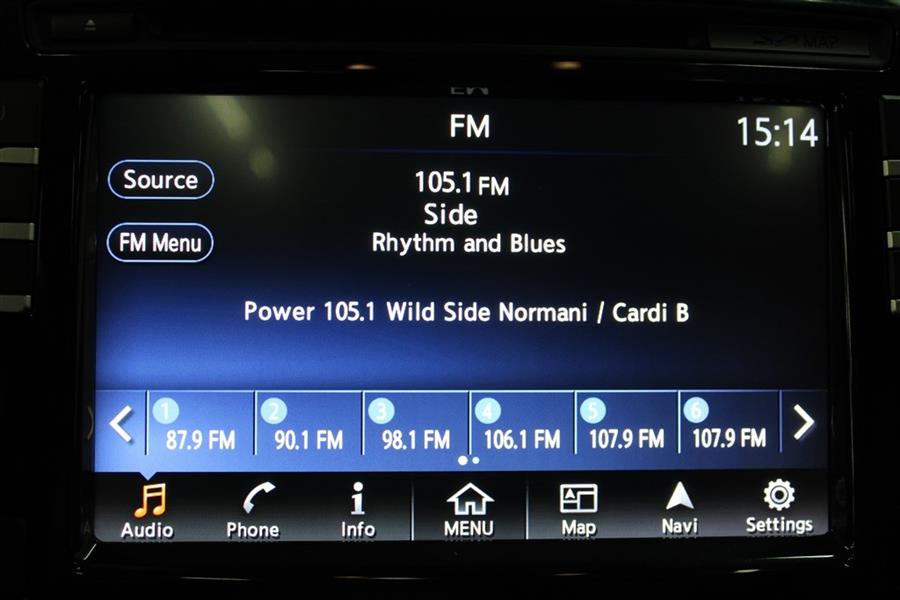 MAP
FM
15:14
Source
105.1 FM
Side
FM Menu
Rhythm and Blues
Power 105.1 Wild Side Normani / Cardi B
1 2 3 4 5 6
87.9 FM 90.1 FM 98.1 FM 106.1 FM 107.9 FM 107.9 FM
Audio Phone Info MENU Map Navi Settings